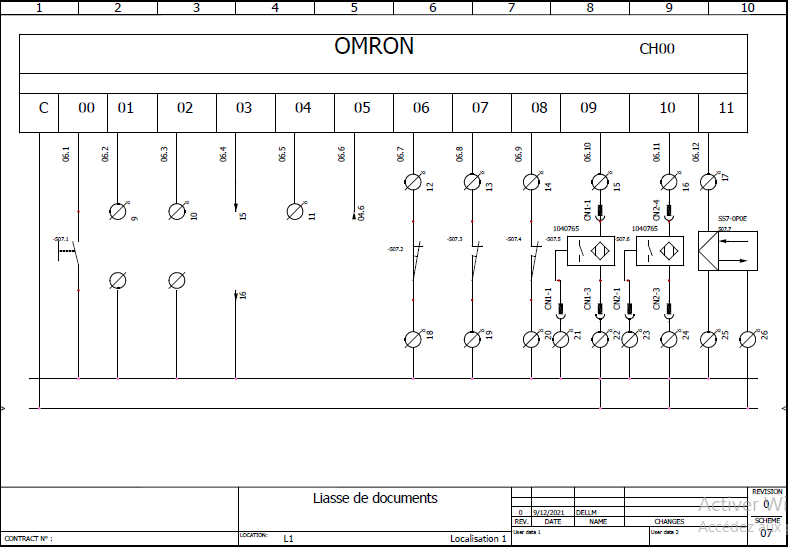 1 2 3 4 5 6 7 8 9 10
OMRON CH00
C 00 01 02 03 04 05 06 07 08 09 10 11
06.1 06.2 06.3 06.4 06.5 06.6 06.7 06.8 06.9 06.10 06.11 06.12
12 13 14 15 16 17
9 10 15 11 04.6 CN1-1 CN2-4 SS7-0P0E
1040765 1040765 S07.7
-S07.1 -S07.2 -S07.3 -S07.4 -S07.5 -S07.6
16 CN1-1 CN1-3 CN2-1 CN2-3
18 19 20 21 22 23 24 25 26
Liasse de documents
REVISION
0
Activer Wi
0 9/12/2021 DELLM
REV. DATE NAME CHANGES
SCHEME
07
Accédez aux
CONTRACT N° :
LOCATION: L1 Localisation 1
User data 1 User data 2